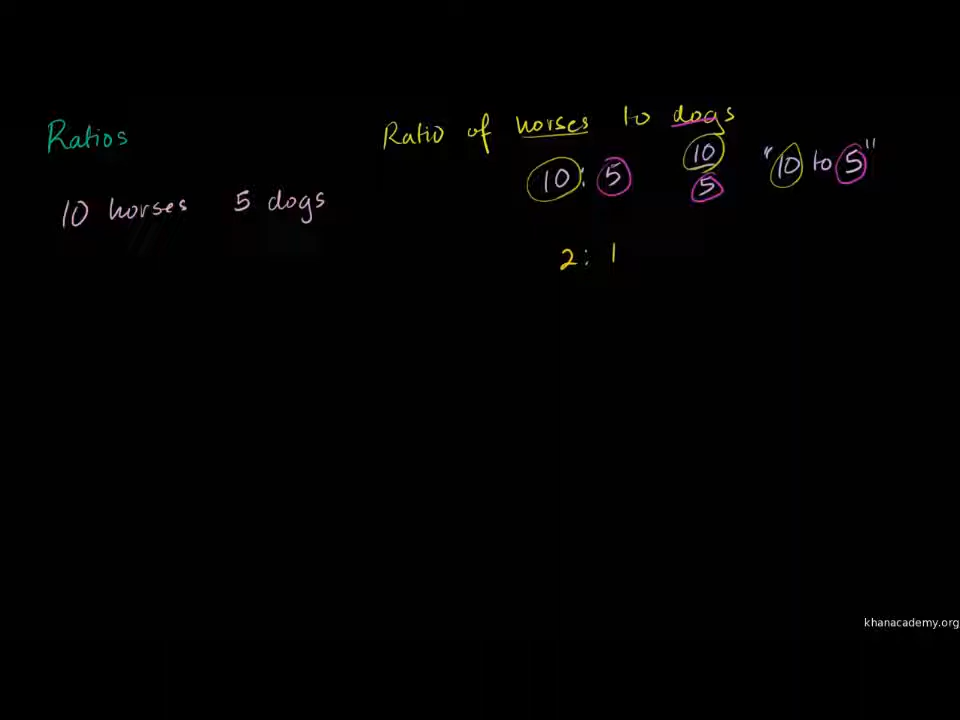 Ratios
10 horses 5 dogs
Ratio of horses to dogs
10 : 5 10/5 "10 to 5"
2 : 1
khanacademy.org